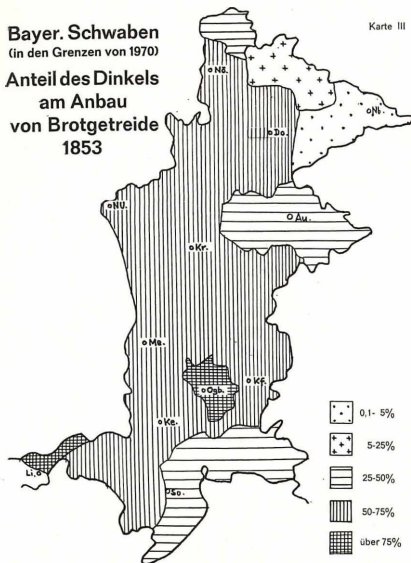 Bayer. Schwaben
(in den Grenzen von 1970)
Anteil des Dinkels
am Anbau
von Brotgetreide
1853
Karte III
Nö.
Do.
Nb.
NU.
Au.
Kr.
Me.
Ogb.
Kf.
Ke.
Li.
So.
0,1- 5%
5-25%
25-50%
50-75%
über 75%